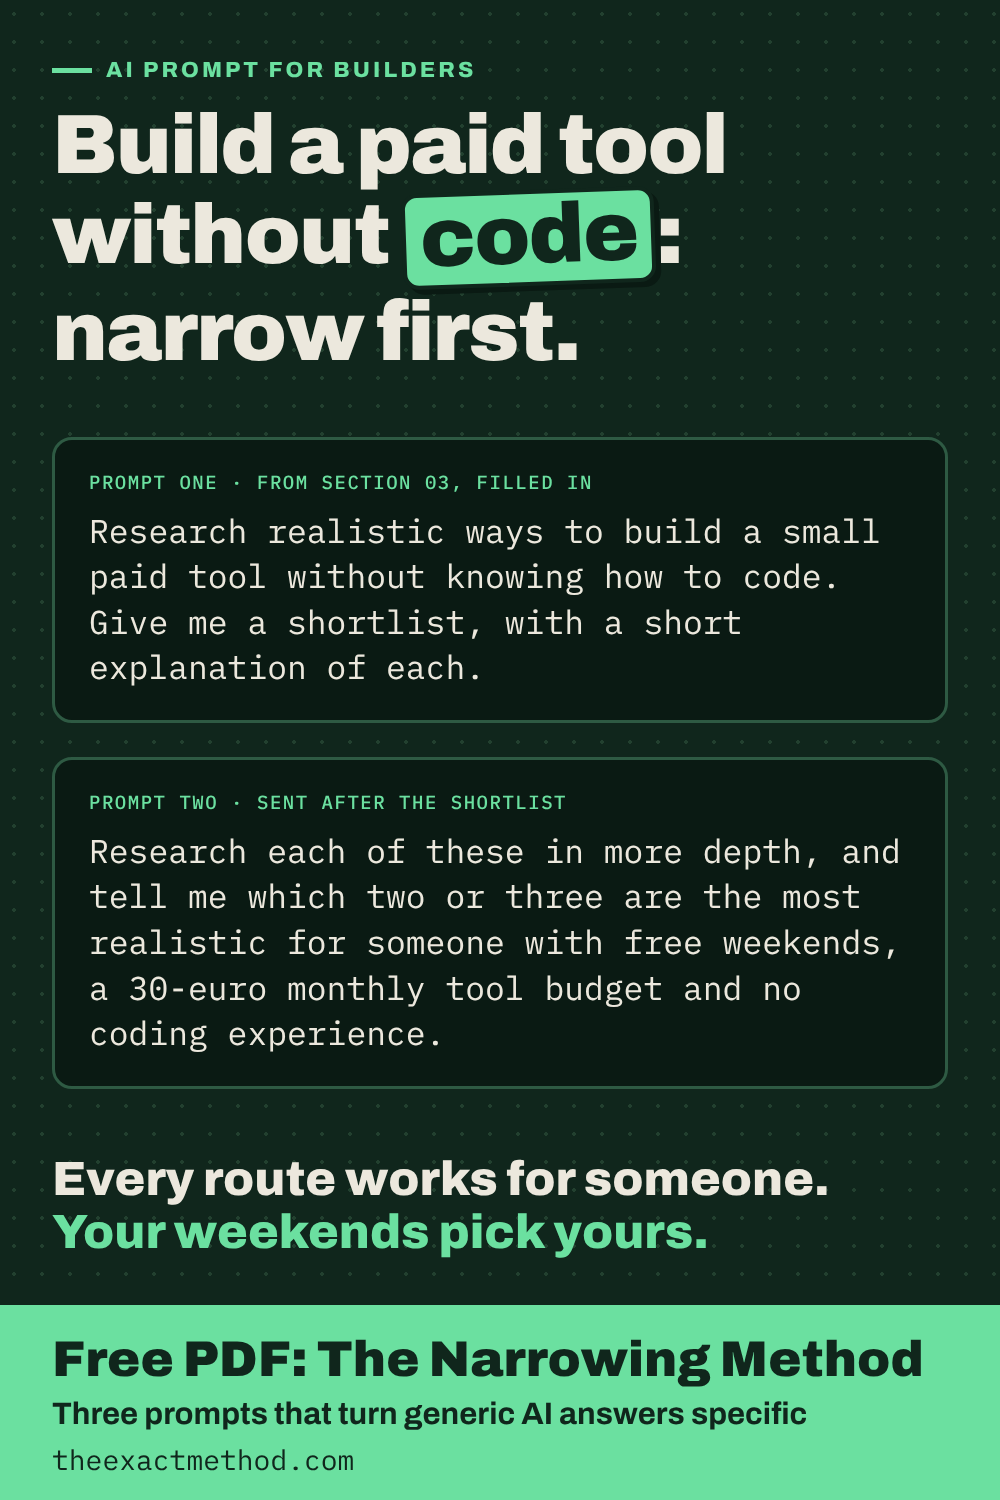 AI PROMPT FOR BUILDERS
Build a paid tool
without code:
narrow first.
PROMPT ONE · FROM SECTION 03, FILLED IN
Research realistic ways to build a small
paid tool without knowing how to code.
Give me a shortlist, with a short
explanation of each.
PROMPT TWO · SENT AFTER THE SHORTLIST
Research each of these in more depth, and
tell me which two or three are the most
realistic for someone with free weekends,
a 30-euro monthly tool budget and no
coding experience.
Every route works for someone.
Your weekends pick yours.
Free PDF: The Narrowing Method
Three prompts that turn generic AI answers specific
theexactmethod.com